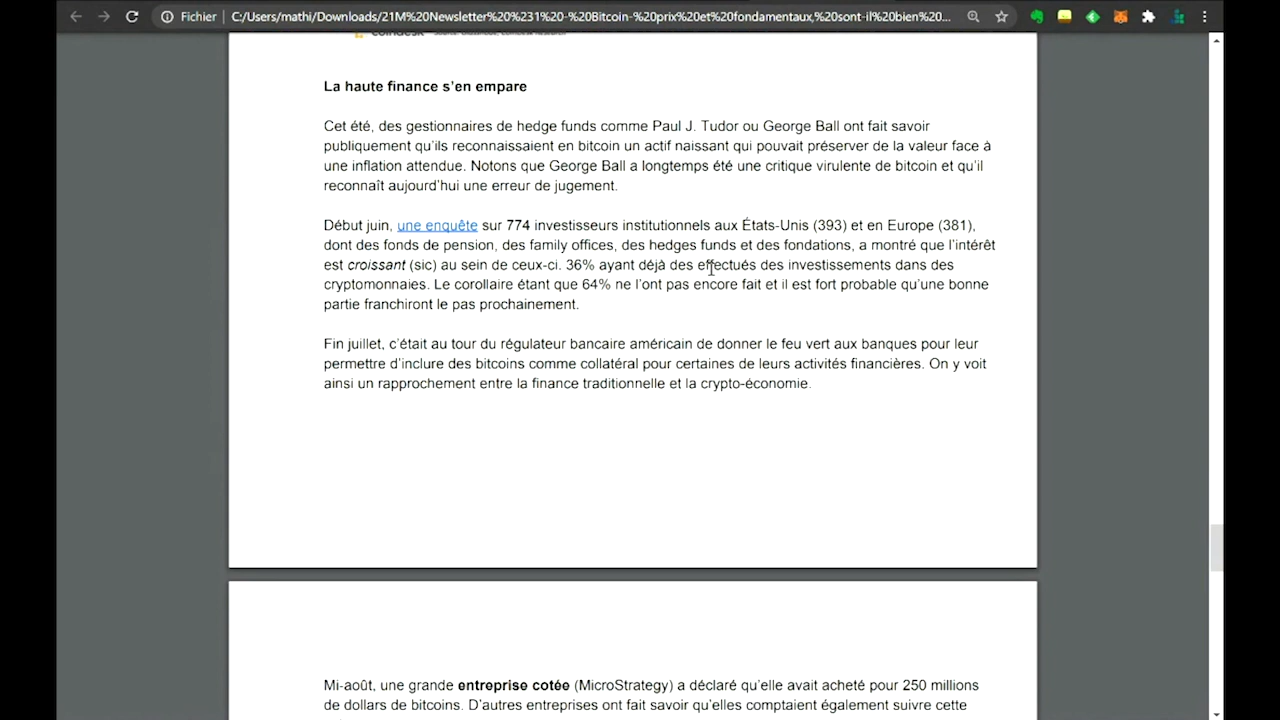 Fichier
C:/Users/mathi/Downloads/21M%20Newsletter%20%231%20-%20Bitcoin-%20prix%20et%20fondamentaux,%20sont-il%20bien%20...
coindesk
La haute finance s'en empare
Cet été, des gestionnaires de hedge funds comme Paul J. Tudor ou George Ball ont fait savoir
publiquement qu'ils reconnaissaient en bitcoin un actif naissant qui pouvait préserver de la valeur face à
une inflation attendue. Notons que George Ball a longtemps été une critique virulente de bitcoin et qu'il
reconnaît aujourd'hui une erreur de jugement.
Début juin, une enquête sur 774 investisseurs institutionnels aux États-Unis (393) et en Europe (381),
dont des fonds de pension, des family offices, des hedges funds et des fondations, a montré que l'intérêt
est croissant (sic) au sein de ceux-ci. 36% ayant déjà des effectués des investissements dans des
cryptomonnaies. Le corollaire étant que 64% ne l'ont pas encore fait et il est fort probable qu'une bonne
partie franchiront le pas prochainement.
Fin juillet, c'était au tour du régulateur bancaire américain de donner le feu vert aux banques pour leur
permettre d'inclure des bitcoins comme collatéral pour certaines de leurs activités financières. On y voit
ainsi un rapprochement entre la finance traditionnelle et la crypto-économie.
Mi-août, une grande entreprise cotée (MicroStrategy) a déclaré qu'elle avait acheté pour 250 millions
de dollars de bitcoins. D'autres entreprises ont fait savoir qu'elles comptaient également suivre cette